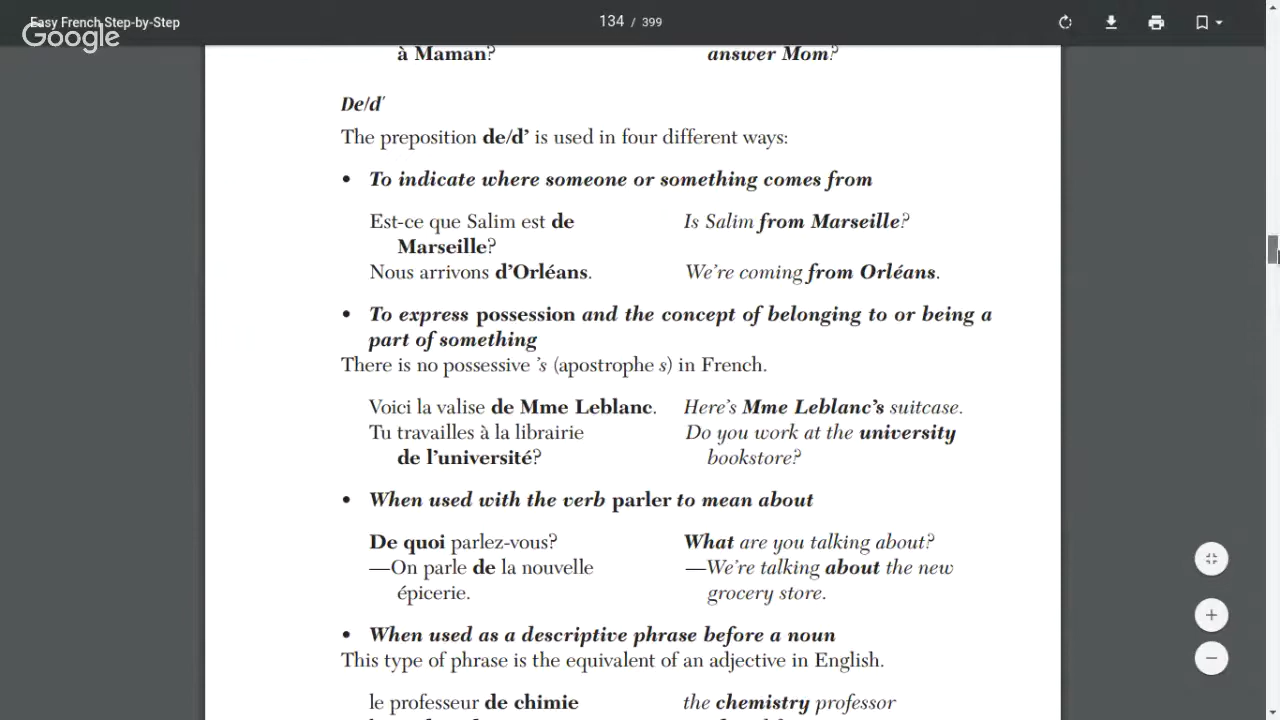 Easy French Step-by-Step
134 / 399
Google
à Maman? answer Mom?
De/d'
The preposition de/d' is used in four different ways:
• To indicate where someone or something comes from
Est-ce que Salim est de Is Salim from Marseille?
Marseille?
Nous arrivons d'Orléans. We're coming from Orléans.
• To express possession and the concept of belonging to or being a
part of something
There is no possessive 's (apostrophe s) in French.
Voici la valise de Mme Leblanc. Here's Mme Leblanc's suitcase.
Tu travailles à la librairie Do you work at the university
de l'université? bookstore?
• When used with the verb parler to mean about
De quoi parlez-vous? What are you talking about?
—On parle de la nouvelle —We're talking about the new
épicerie. grocery store.
• When used as a descriptive phrase before a noun
This type of phrase is the equivalent of an adjective in English.
le professeur de chimie the chemistry professor